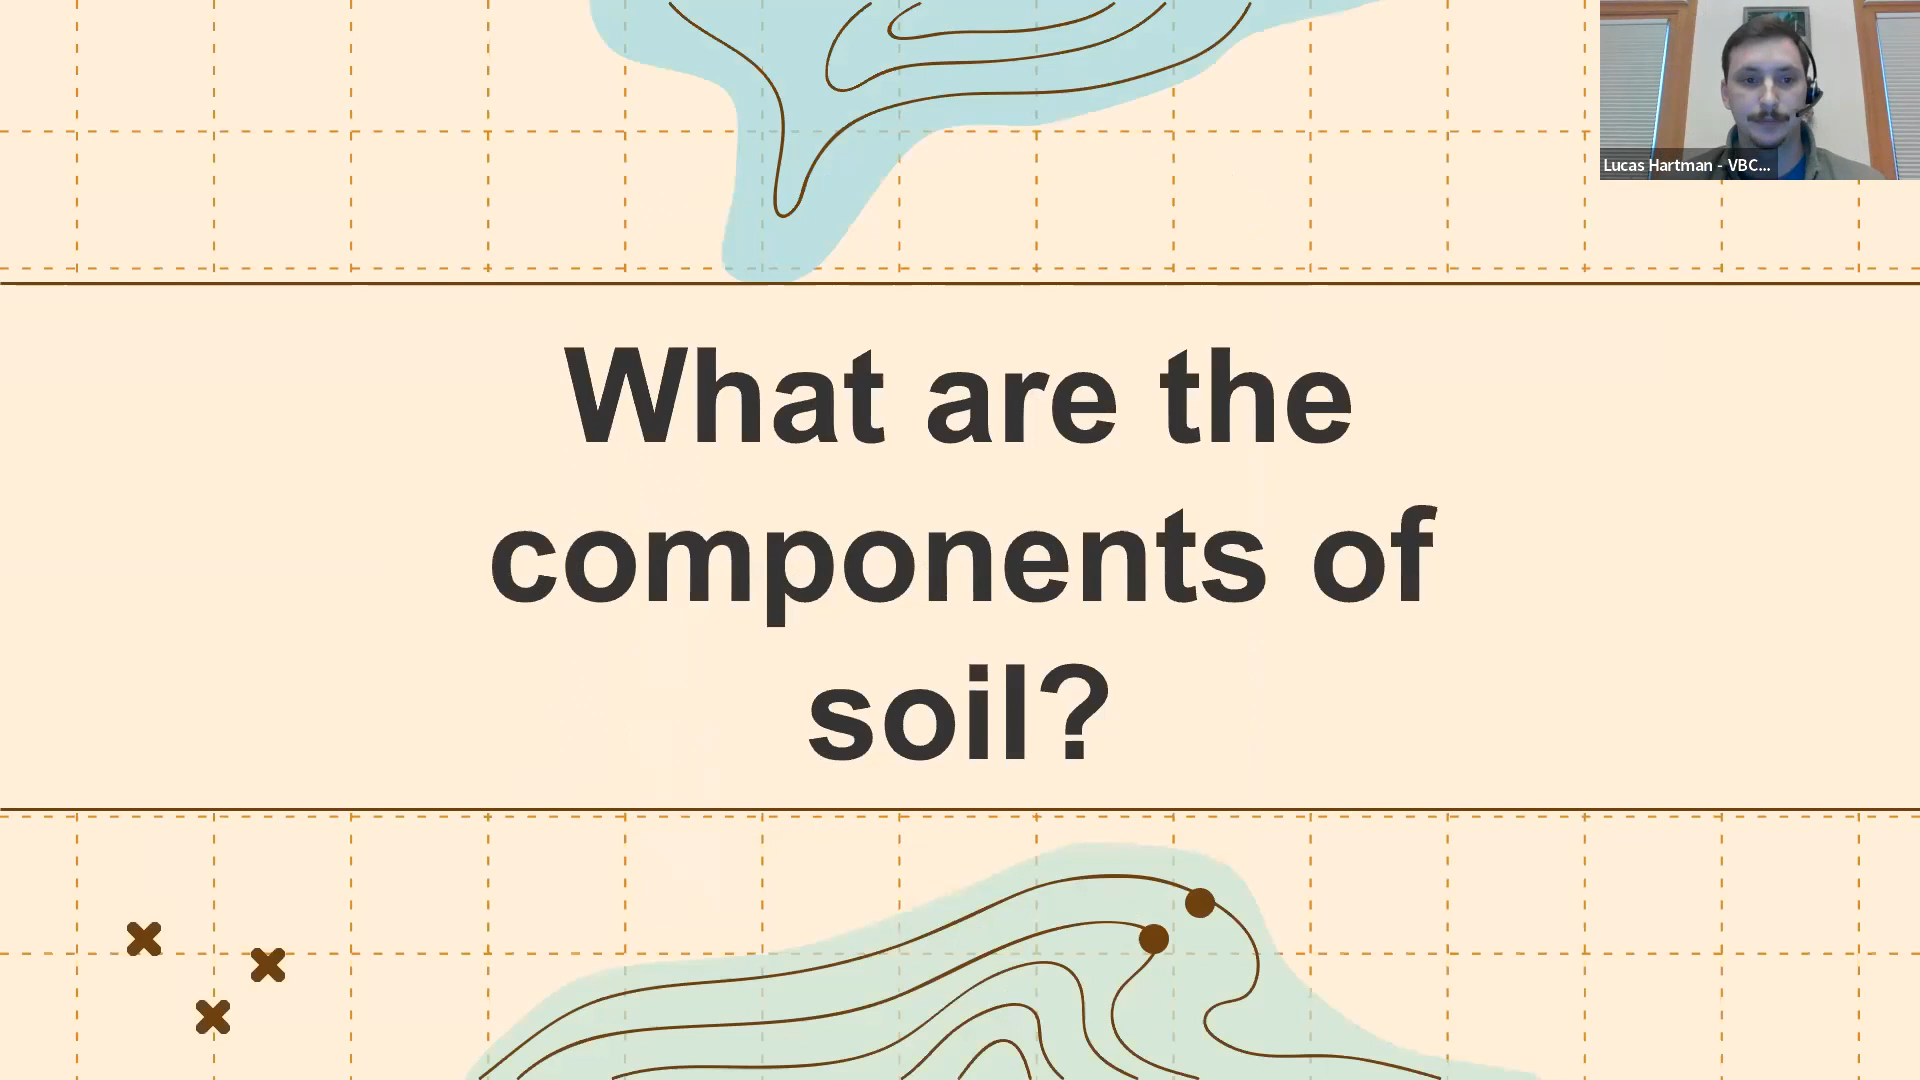 Lucas Hartman - VBC...
What are the
components of
soil?